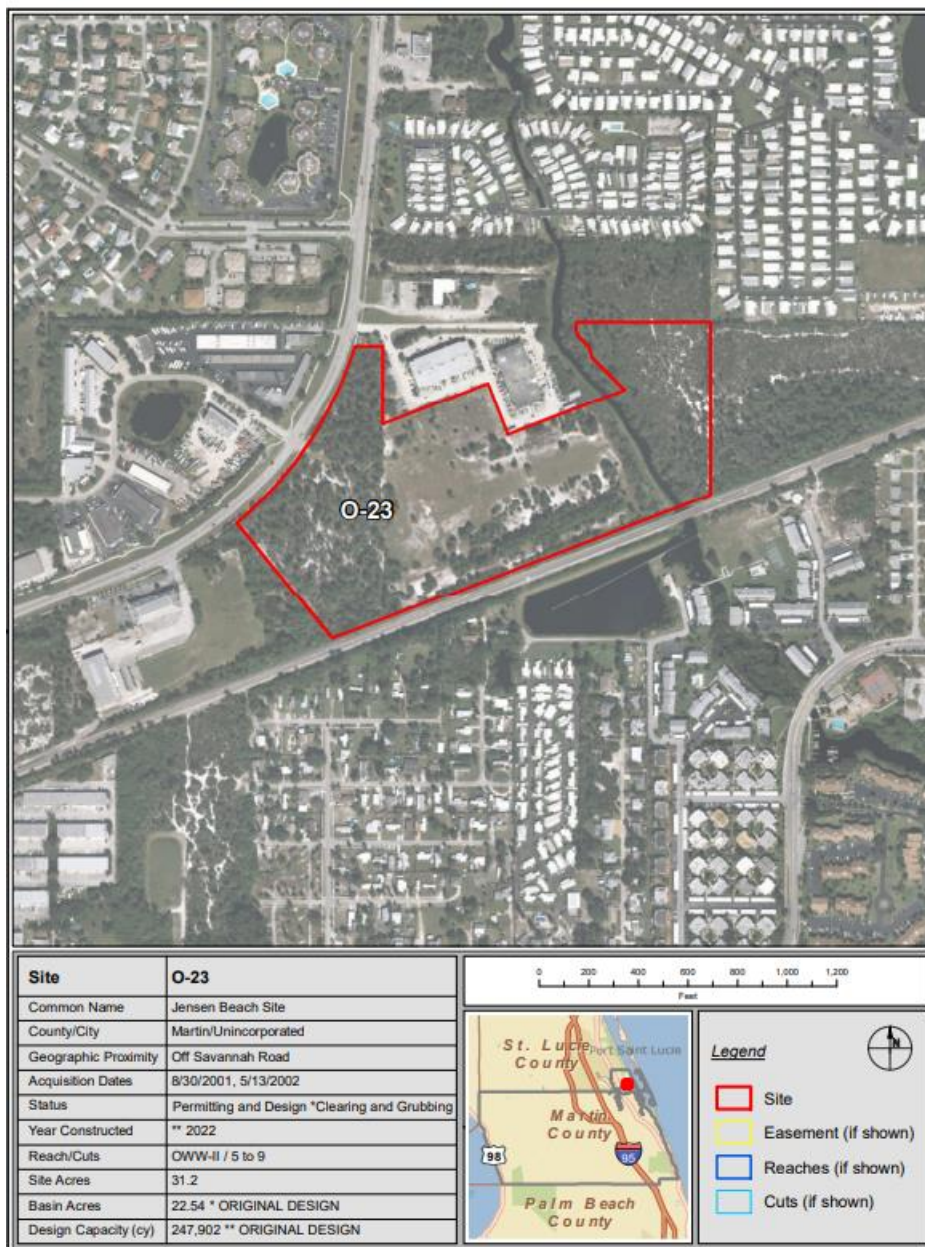 O-23
Site O-23
Common Name Jensen Beach Site
County/City Martin/Unincorporated
Geographic Proximity Off Savannah Road
Acquisition Dates 8/30/2001, 5/13/2002
Status Permitting and Design *Clearing and Grubbing
Year Constructed ** 2022
Reach/Cuts OWW-II / 5 to 9
Site Acres 31.2
Basin Acres 22.54 * ORIGINAL DESIGN
Design Capacity (cy) 247,902 ** ORIGINAL DESIGN
0 200 400 600 800 1,000 1,200
Feet
St. Lucie
County
Port Saint Lucie
Martin
County
98
95
Palm Beach
County
Legend
N
Site
Easement (if shown)
Reaches (if shown)
Cuts (if shown)